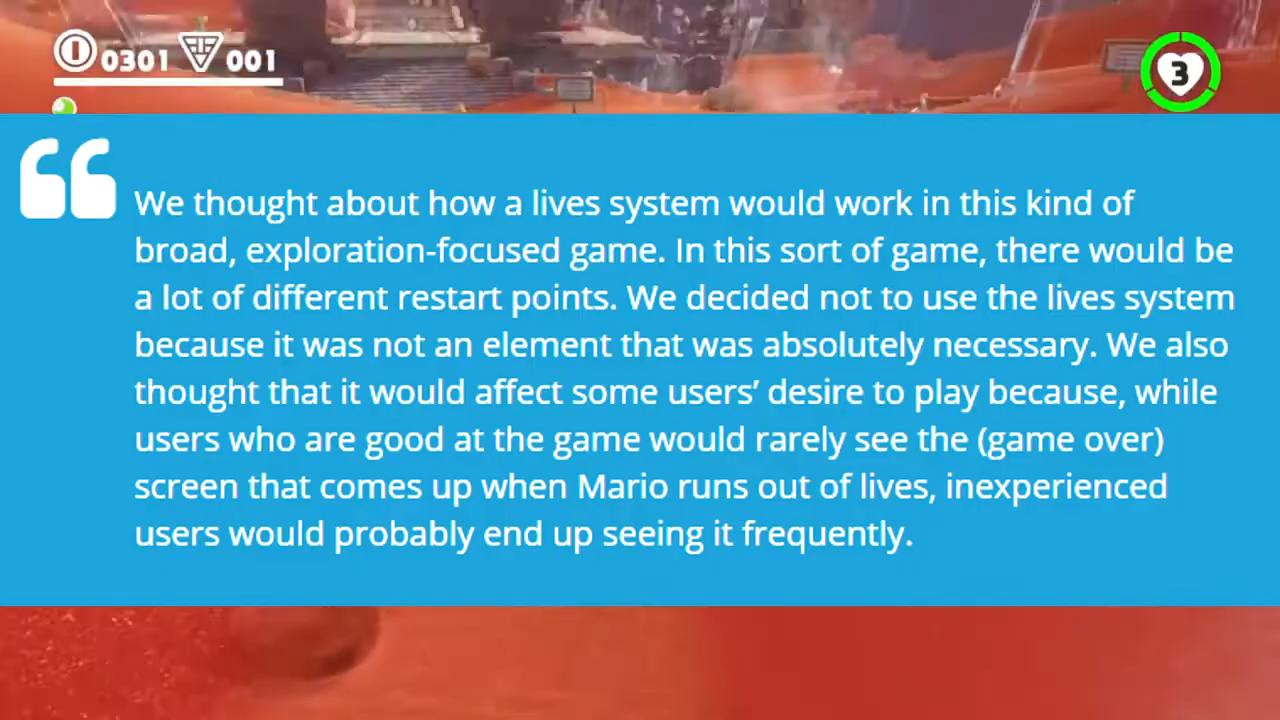 0301 001
3
We thought about how a lives system would work in this kind of
broad, exploration-focused game. In this sort of game, there would be
a lot of different restart points. We decided not to use the lives system
because it was not an element that was absolutely necessary. We also
thought that it would affect some users’ desire to play because, while
users who are good at the game would rarely see the (game over)
screen that comes up when Mario runs out of lives, inexperienced
users would probably end up seeing it frequently.